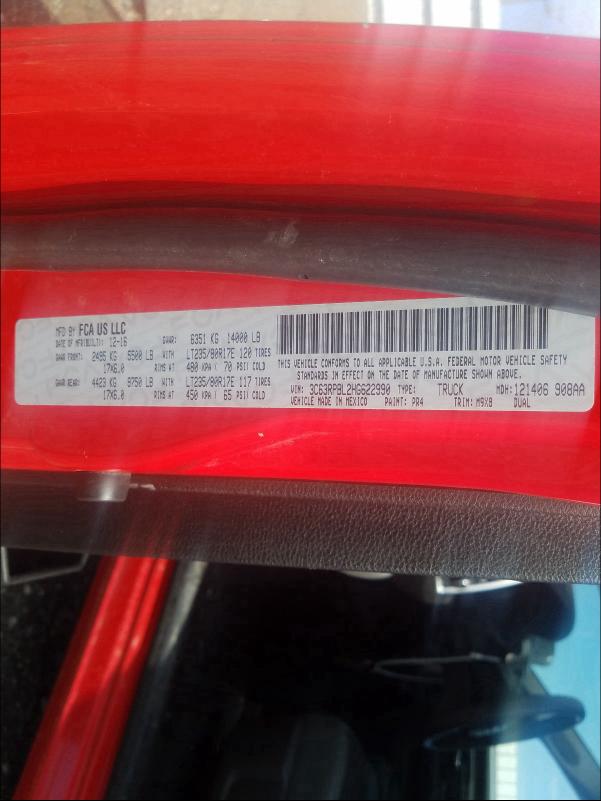 MFD BY FCA US LLC
DATE OF MFR(BUILT): 12-16 GVWR: 6351 KG 14000 LB
GAWR FRONT: 2495 KG 5500 LB WITH LT235/80R17E 120 TIRES
17X6.0 RIMS AT 480 KPA ( 70 PSI) COLD
GAWR REAR: 4423 KG 9750 LB WITH LT235/80R17E 117 TIRES
17X6.0 RIMS AT 450 KPA ( 65 PSI) COLD
THIS VEHICLE CONFORMS TO ALL APPLICABLE U.S.A. FEDERAL MOTOR VEHICLE SAFETY
STANDARDS IN EFFECT ON THE DATE OF MANUFACTURE SHOWN ABOVE.
VIN: 3C63RPBL2HG622990 TYPE: TRUCK MDH: 121406 908AA
VEHICLE MADE IN MEXICO PAINT: PR4 TRIM: M9X8 DUAL